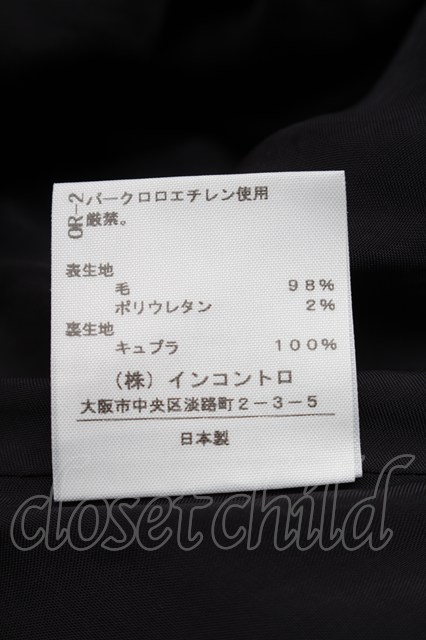 OR-2
パークロロエチレン使用
厳禁。
表生地
毛 98%
ポリウレタン 2%
裏生地
キュプラ 100%
(株)インコントロ
大阪市中央区淡路町2-3-5
日本製
closetchild